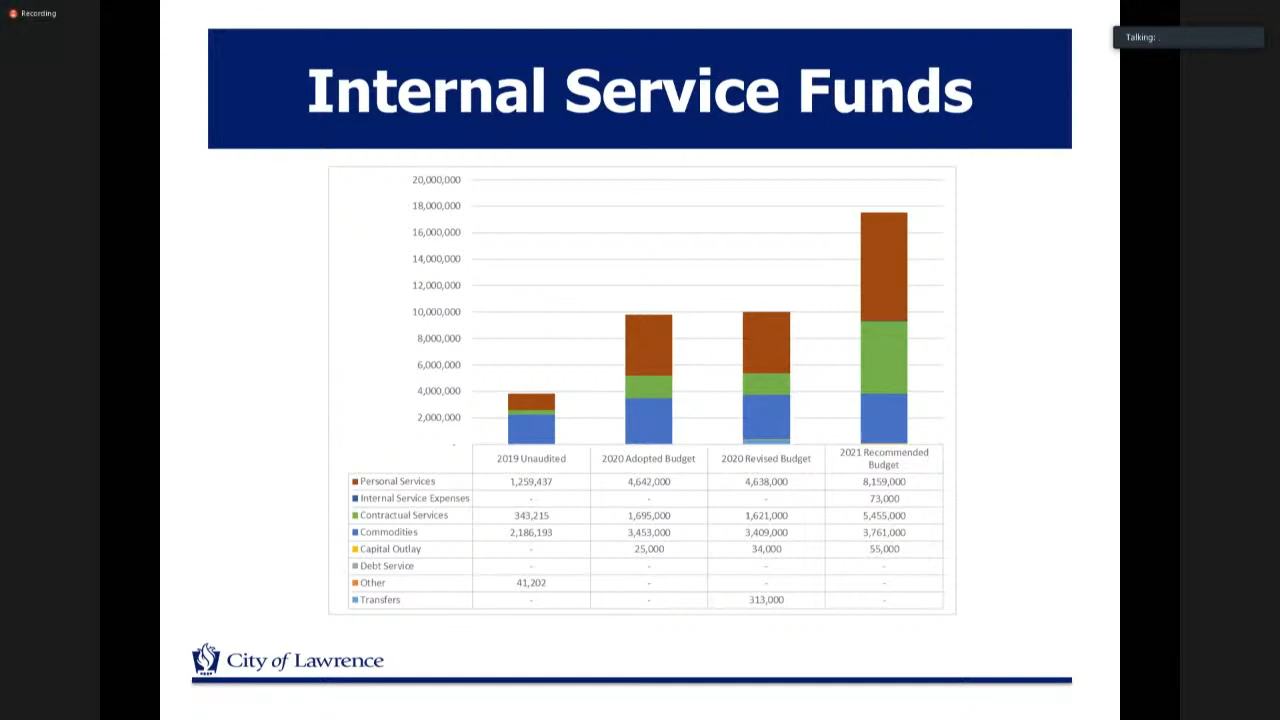 Recording
Talking: .
Internal Service Funds
20,000,000
18,000,000
16,000,000
14,000,000
12,000,000
10,000,000
8,000,000
6,000,000
4,000,000
2,000,000
-
2019 Unaudited 2020 Adopted Budget 2020 Revised Budget 2021 Recommended Budget
Personal Services 1,259,437 4,642,000 4,638,000 8,159,000
Internal Service Expenses - - - 73,000
Contractual Services 343,215 1,695,000 1,621,000 5,455,000
Commodities 2,186,193 3,453,000 3,409,000 3,761,000
Capital Outlay - 25,000 34,000 55,000
Debt Service - - - -
Other 41,202 - - -
Transfers - - 313,000 -
City of Lawrence